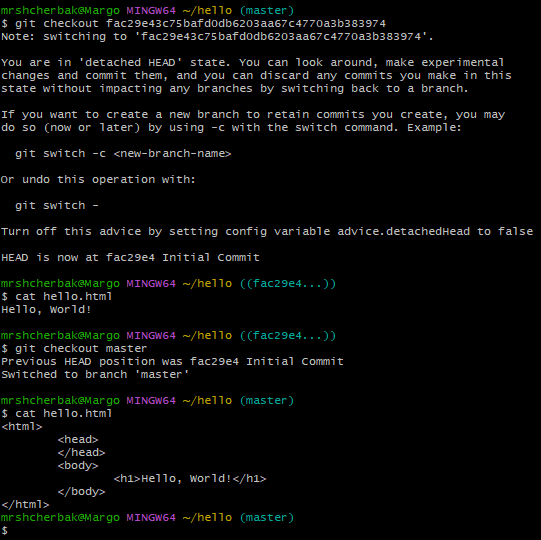 mrshcherbak@Margo MINGW64 ~/hello (master)
$ git checkout fac29e43c75bafd0db6203aa67c4770a3b383974
Note: switching to 'fac29e43c75bafd0db6203aa67c4770a3b383974'.

You are in 'detached HEAD' state. You can look around, make experimental
changes and commit them, and you can discard any commits you make in this
state without impacting any branches by switching back to a branch.

If you want to create a new branch to retain commits you create, you may
do so (now or later) by using -c with the switch command. Example:

  git switch -c <new-branch-name>

Or undo this operation with:

  git switch -

Turn off this advice by setting config variable advice.detachedHead to false

HEAD is now at fac29e4 Initial Commit

mrshcherbak@Margo MINGW64 ~/hello ((fac29e4...))
$ cat hello.html
Hello, World!

mrshcherbak@Margo MINGW64 ~/hello ((fac29e4...))
$ git checkout master
Previous HEAD position was fac29e4 Initial Commit
Switched to branch 'master'

mrshcherbak@Margo MINGW64 ~/hello (master)
$ cat hello.html
<html>
        <head>
        </head>
        <body>
                <h1>Hello, World!</h1>
        </body>
</html>
mrshcherbak@Margo MINGW64 ~/hello (master)
$